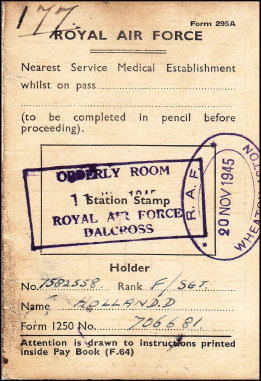 Form 295A
177
ROYAL AIR FORCE
Nearest Service Medical Establishment
whilst on pass
(to be completed in pencil before
proceeding).
ORDERLY ROOM
11 1945
Station Stamp
ROYAL AIR FORCE
DALCROSS
R.A.F.
20 NOV 1945
Holder
No. 1582558. Rank F/SGT.
Name HOLLAND.D
Form 1250 No. 706681.
Attention is drawn to instructions printed
inside Pay Book (F.64)